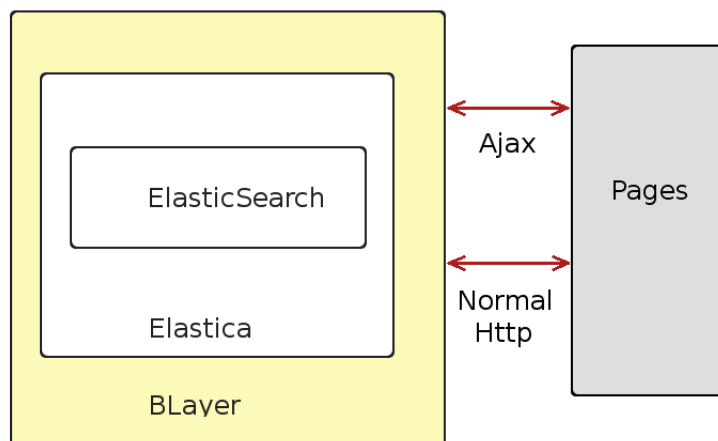 Ajax
ElasticSearch
Pages
Normal
Http
Elastica
BLayer